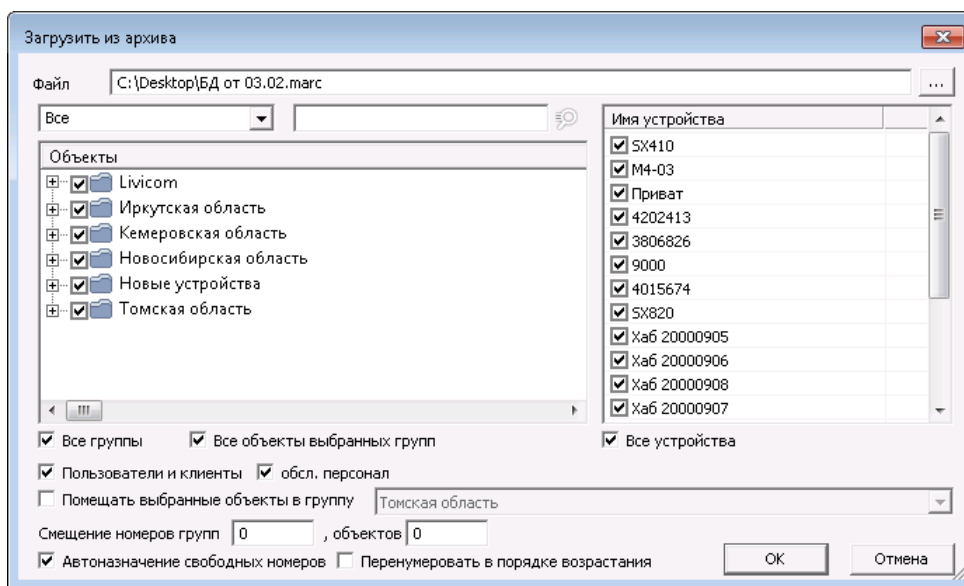 Загрузить из архива
Файл C:\Desktop\БД от 03.02.marc ...
Все
Объекты
Livicom
Иркутская область
Кемеровская область
Новосибирская область
Новые устройства
Томская область
Имя устройства
SX410
M4-03
Приват
4202413
3806826
9000
4015674
SX820
Хаб 20000905
Хаб 20000906
Хаб 20000908
Хаб 20000907
Все группы Все объекты выбранных групп Все устройства
Пользователи и клиенты обсл. персонал
Помещать выбранные объекты в группу Томская область
Смещение номеров групп 0 , объектов 0
Автоназначение свободных номеров Перенумеровать в порядке возрастания OK Отмена